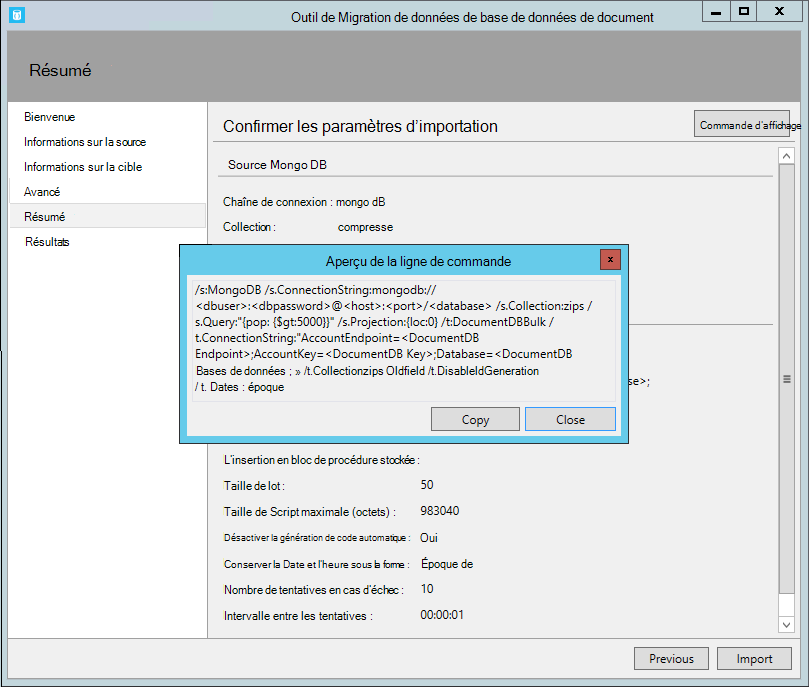 Outil de Migration de données de base de données de document
Résumé
Bienvenue
Informations sur la source
Informations sur la cible
Avancé
Résumé
Résultats
Confirmer les paramètres d'importation
Commande d'affichage
Source Mongo DB
Chaîne de connexion : mongo dB
Collection : compresse
Aperçu de la ligne de commande
x
/s:MongoDB /s.ConnectionString:mongodb://
<dbuser>:<dbpassword>@<host>:<port>/<database> /s.Collection:zips /
s.Query:"{pop: {$gt:5000}}" /s.Projection:{loc:0} /t:DocumentDBBulk /
t.ConnectionString:"AccountEndpoint=<DocumentDB
Endpoint>;AccountKey=<DocumentDB Key>;Database=<DocumentDB
Bases de données ; » /t.Collectionzips Oldfield /t.DisableIdGeneration
/ t. Dates : époque
se>;
Copy
Close
L'insertion en bloc de procédure stockée :
Taille de lot : 50
Taille de Script maximale (octets) : 983040
Désactiver la génération de code automatique : Oui
Conserver la Date et l'heure sous la forme : Époque de
Nombre de tentatives en cas d'échec : 10
Intervalle entre les tentatives : 00:00:01
Previous
Import